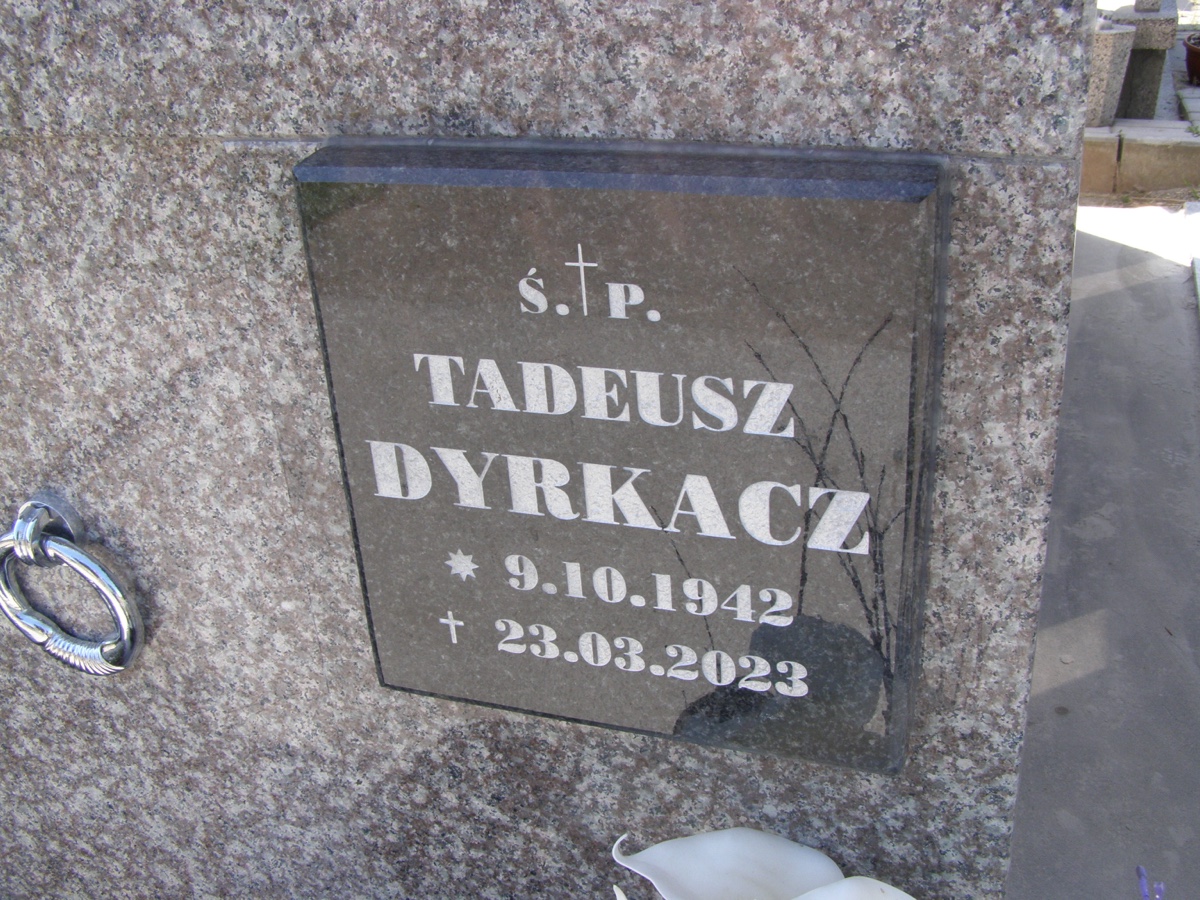 Ś.†P.
TADEUSZ
DYRKACZ
* 9.10.1942
† 23.03.2023